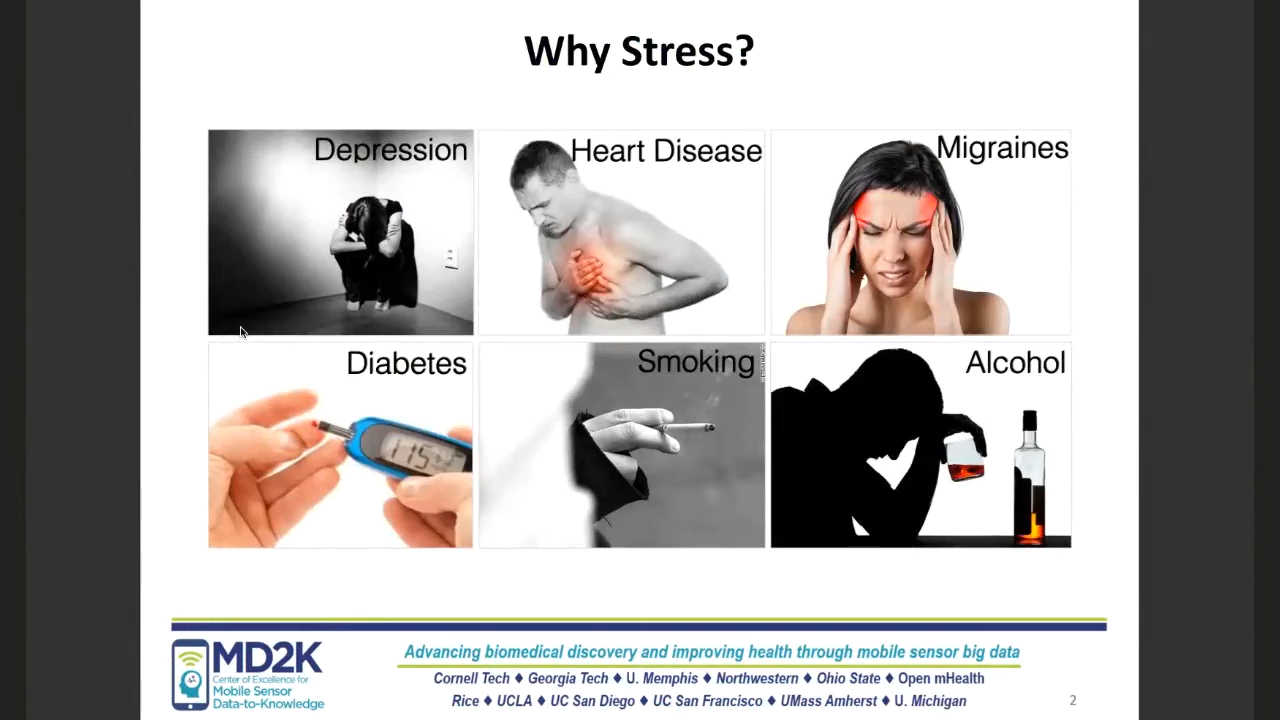 Why Stress?
Depression
Heart Disease
Migraines
Diabetes
115
Smoking
Alcohol
MD2K
Center of Excellence for
Mobile Sensor
Data-to-Knowledge
Advancing biomedical discovery and improving health through mobile sensor big data
Cornell Tech ♦ Georgia Tech ♦ U. Memphis ♦ Northwestern ♦ Ohio State ♦ Open mHealth
Rice ♦ UCLA ♦ UC San Diego ♦ UC San Francisco ♦ UMass Amherst ♦ U. Michigan
2